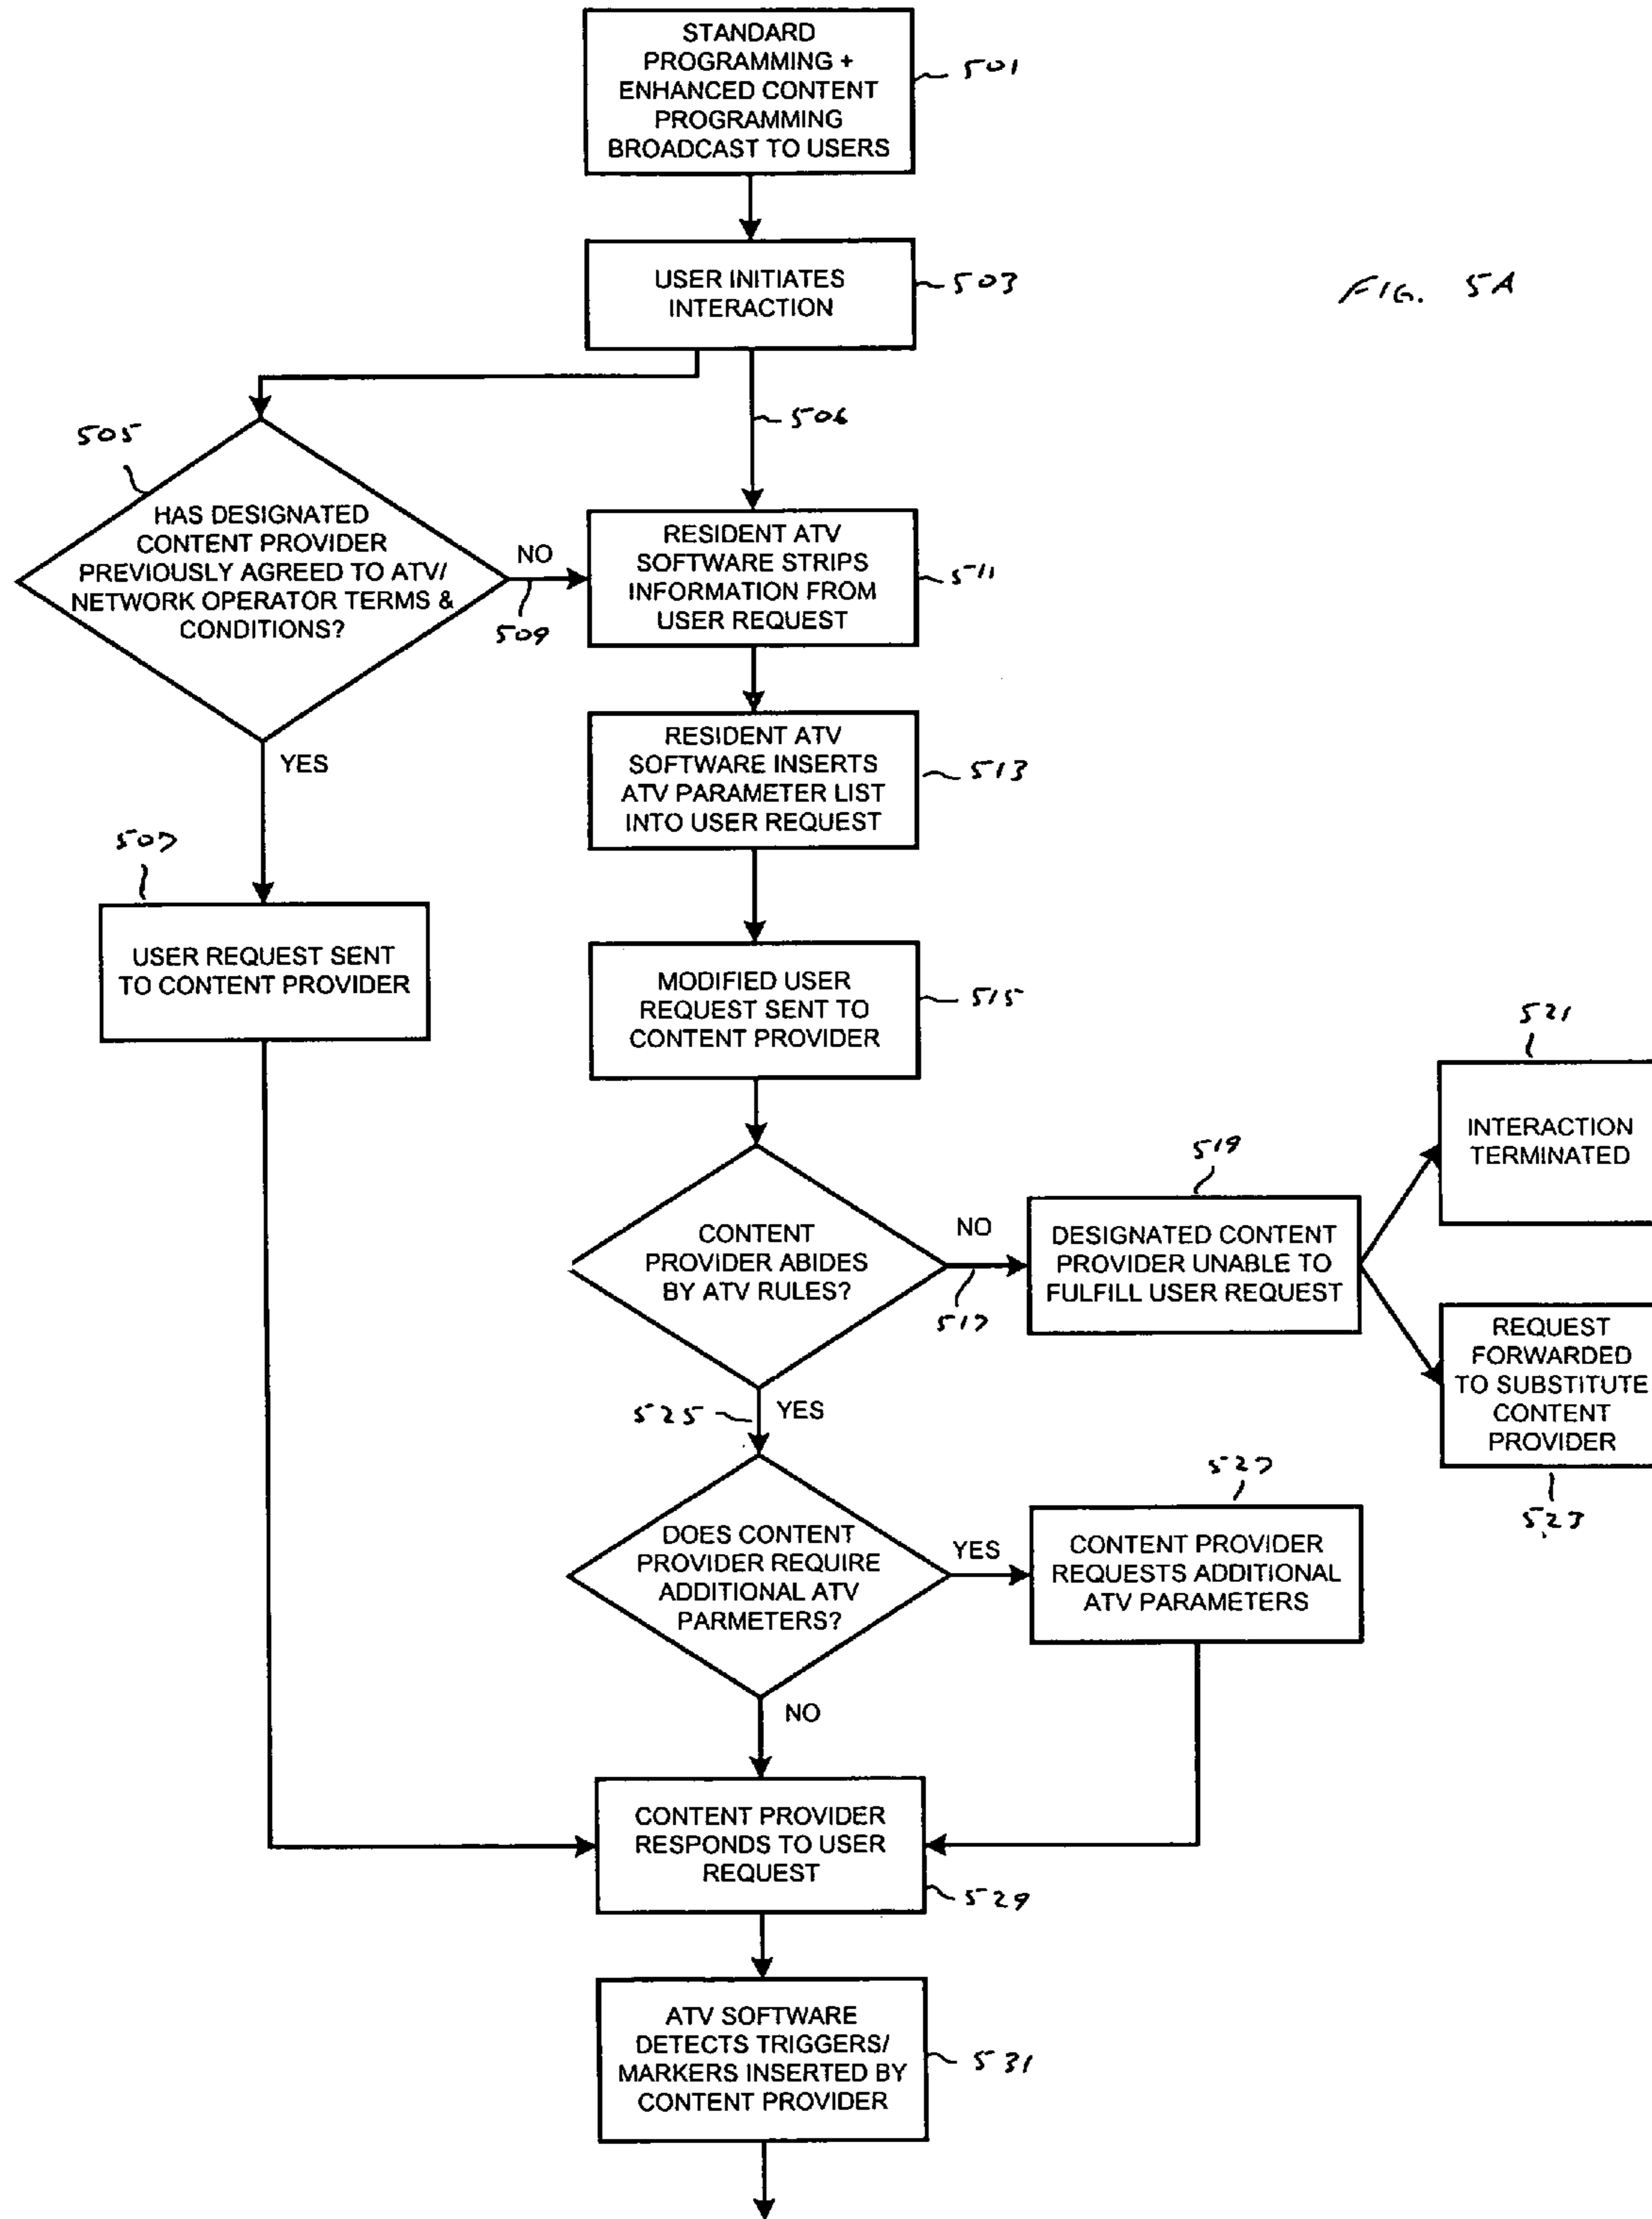 STANDARD
PROGRAMMING +
ENHANCED CONTENT
PROGRAMMING
BROADCAST TO USERS
501
USER INITIATES
INTERACTION
503
FIG. 5A
506
505
HAS DESIGNATED
CONTENT PROVIDER
PREVIOUSLY AGREED TO ATV/
NETWORK OPERATOR TERMS &
CONDITIONS?
NO
509
RESIDENT ATV
SOFTWARE STRIPS
INFORMATION FROM
USER REQUEST
511
YES
RESIDENT ATV
SOFTWARE INSERTS
ATV PARAMETER LIST
INTO USER REQUEST
513
507
USER REQUEST SENT
TO CONTENT PROVIDER
MODIFIED USER
REQUEST SENT TO
CONTENT PROVIDER
515
521
INTERACTION
TERMINATED
CONTENT
PROVIDER ABIDES
BY ATV RULES?
NO
517
519
DESIGNATED CONTENT
PROVIDER UNABLE TO
FULFILL USER REQUEST
REQUEST
FORWARDED
TO SUBSTITUTE
CONTENT
PROVIDER
523
525
YES
DOES CONTENT
PROVIDER REQUIRE
ADDITIONAL ATV
PARMETERS?
YES
527
CONTENT PROVIDER
REQUESTS ADDITIONAL
ATV PARAMETERS
NO
CONTENT PROVIDER
RESPONDS TO USER
REQUEST
529
ATV SOFTWARE
DETECTS TRIGGERS/
MARKERS INSERTED BY
CONTENT PROVIDER
531